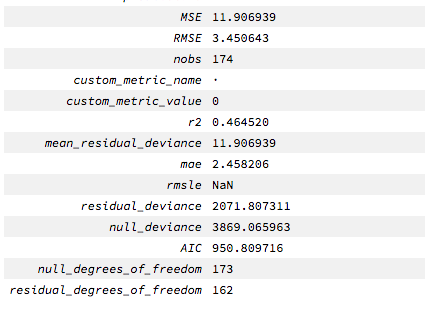 MSE 11.906939
RMSE 3.450643
nobs 174
custom_metric_name ·
custom_metric_value 0
r2 0.464520
mean_residual_deviance 11.906939
mae 2.458206
rmsle NaN
residual_deviance 2071.807311
null_deviance 3869.065963
AIC 950.809716
null_degrees_of_freedom 173
residual_degrees_of_freedom 162